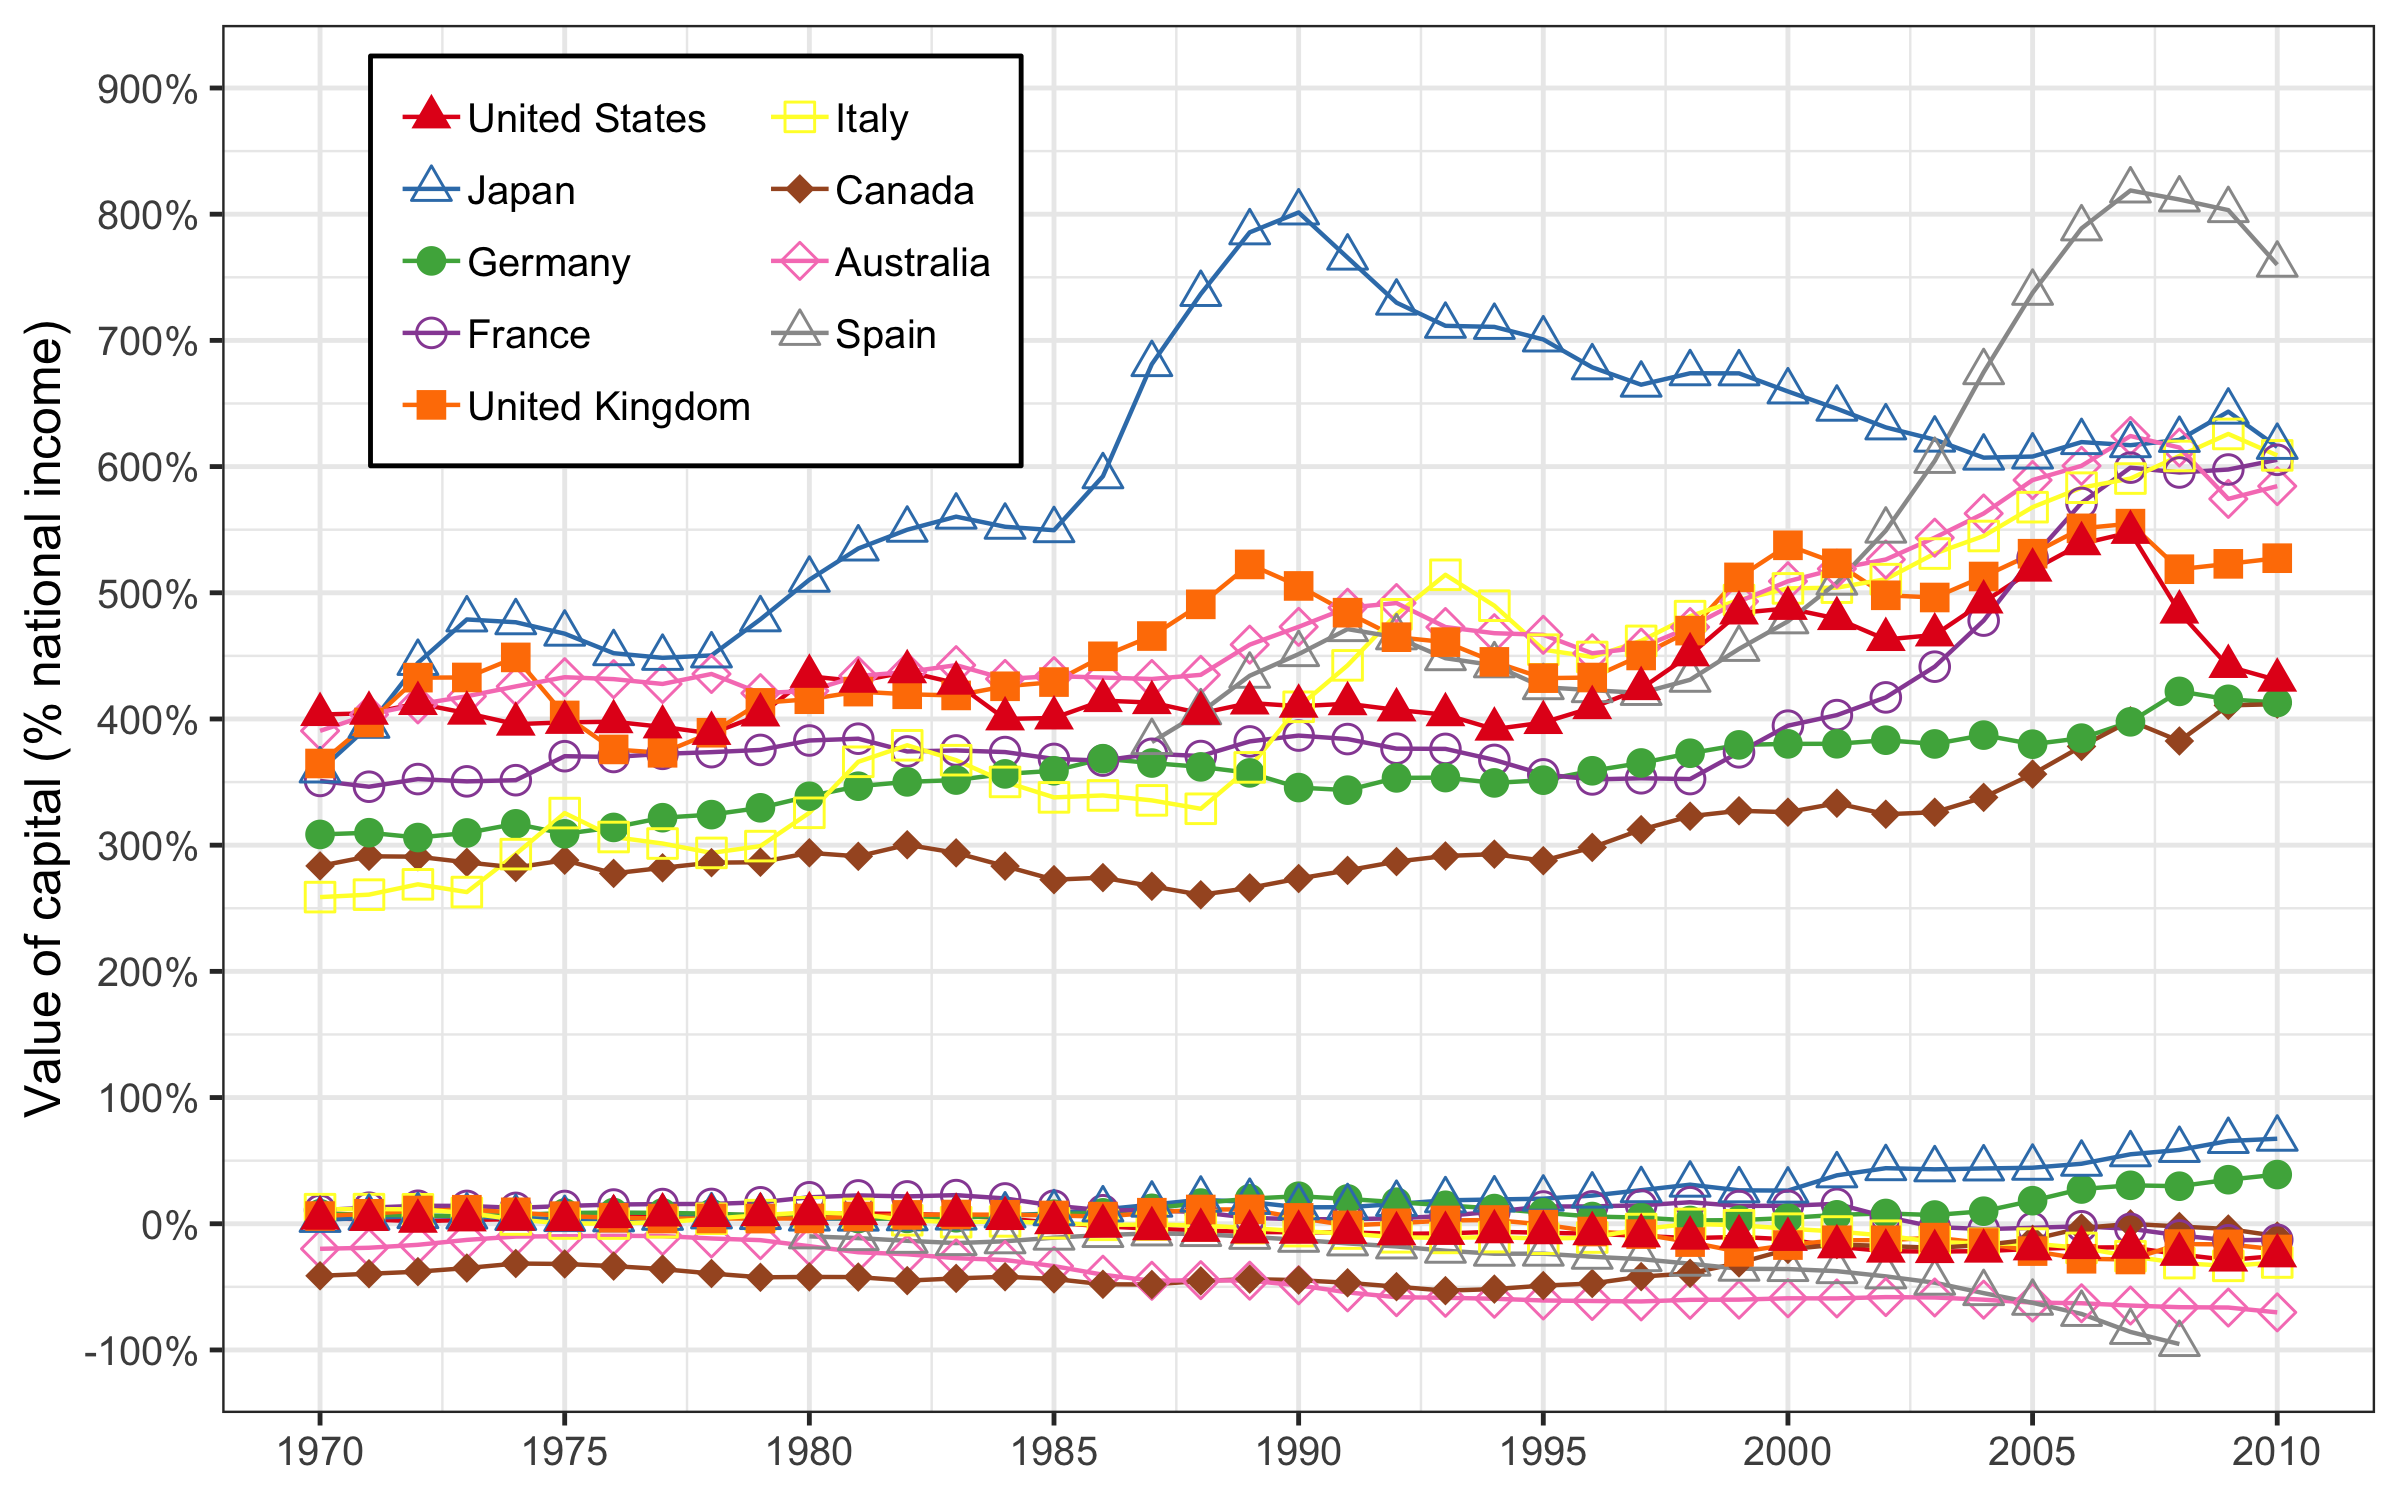 Value of capital (% national income)
900%
800%
700%
600%
500%
400%
300%
200%
100%
0%
-100%
United States
Japan
Germany
France
United Kingdom
Italy
Canada
Australia
Spain
1970 1975 1980 1985 1990 1995 2000 2005 2010